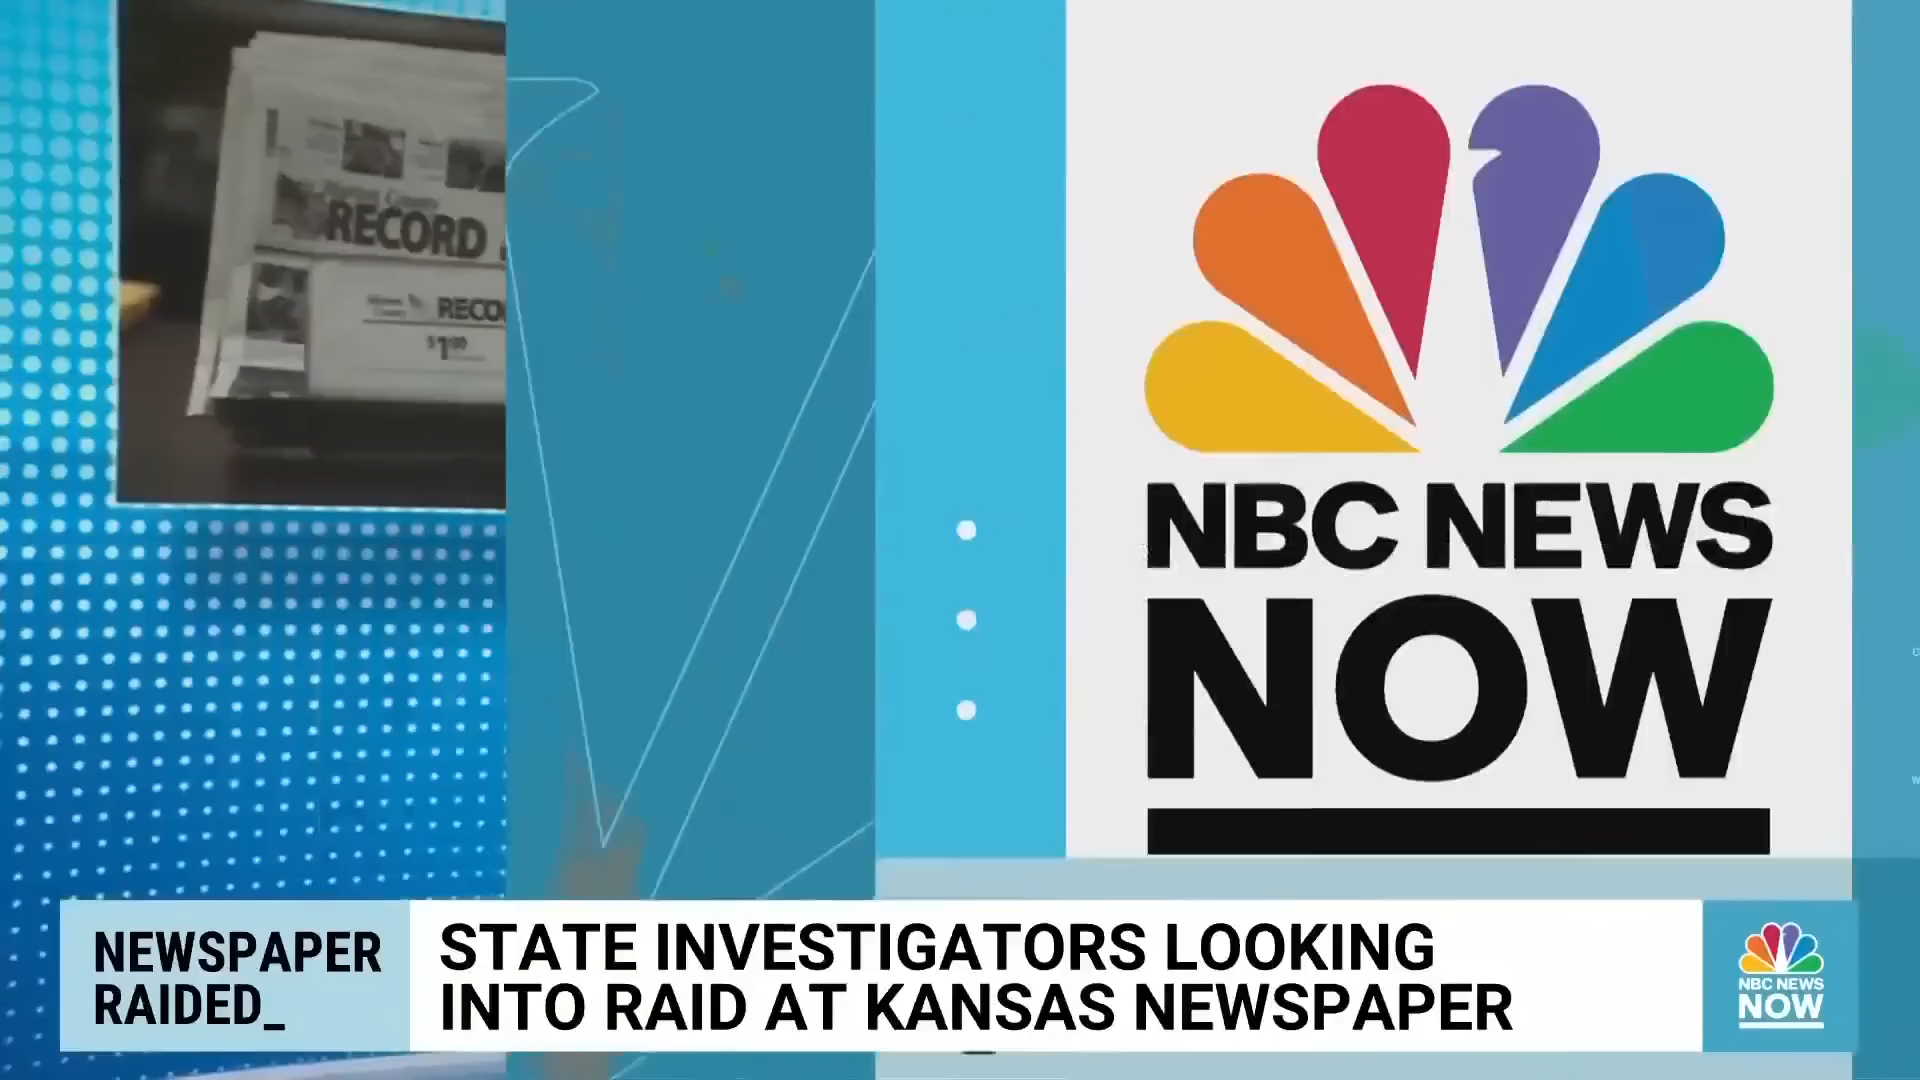 RECORD
RECO
$1.00
NBC NEWS
NOW
NEWSPAPER
RAIDED_
STATE INVESTIGATORS LOOKING
INTO RAID AT KANSAS NEWSPAPER
NBC NEWS
NOW